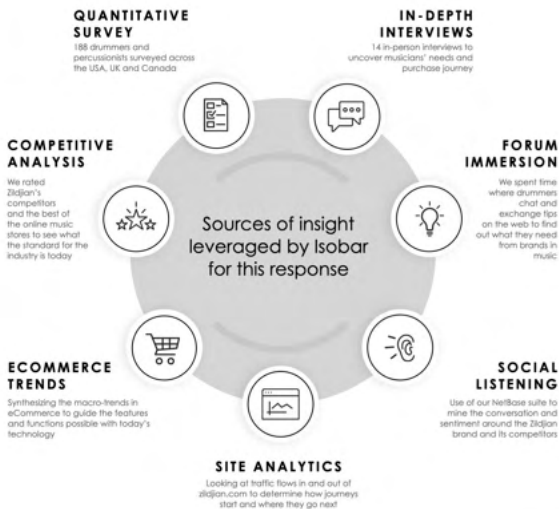 QUANTITATIVE
SURVEY
188 drummers and
percussionists surveyed across
the USA, UK and Canada
IN-DEPTH
INTERVIEWS
14 in-person interviews to
uncover musicians' needs and
purchase journey
COMPETITIVE
ANALYSIS
We rated
Zildjian's
competitors
and the best of
the online music
stores to see what
the standard for the
industry is today
FORUM
IMMERSION
We spent time
where drummers
chat and
exchange tips
on the web to find
out what they need
from brands in
music
Sources of insight
leveraged by Isobar
for this response
ECOMMERCE
TRENDS
Synthesizing the macro-trends in
eCommerce to guide the features
and functions possible with today's
technology
SOCIAL
LISTENING
Use of our NetBase suite to
mine the conversation and
sentiment around the Zildjian
brand and its competitors
SITE ANALYTICS
Looking at traffic flows in and out of
zildjian.com to determine how journeys
start and where they go next